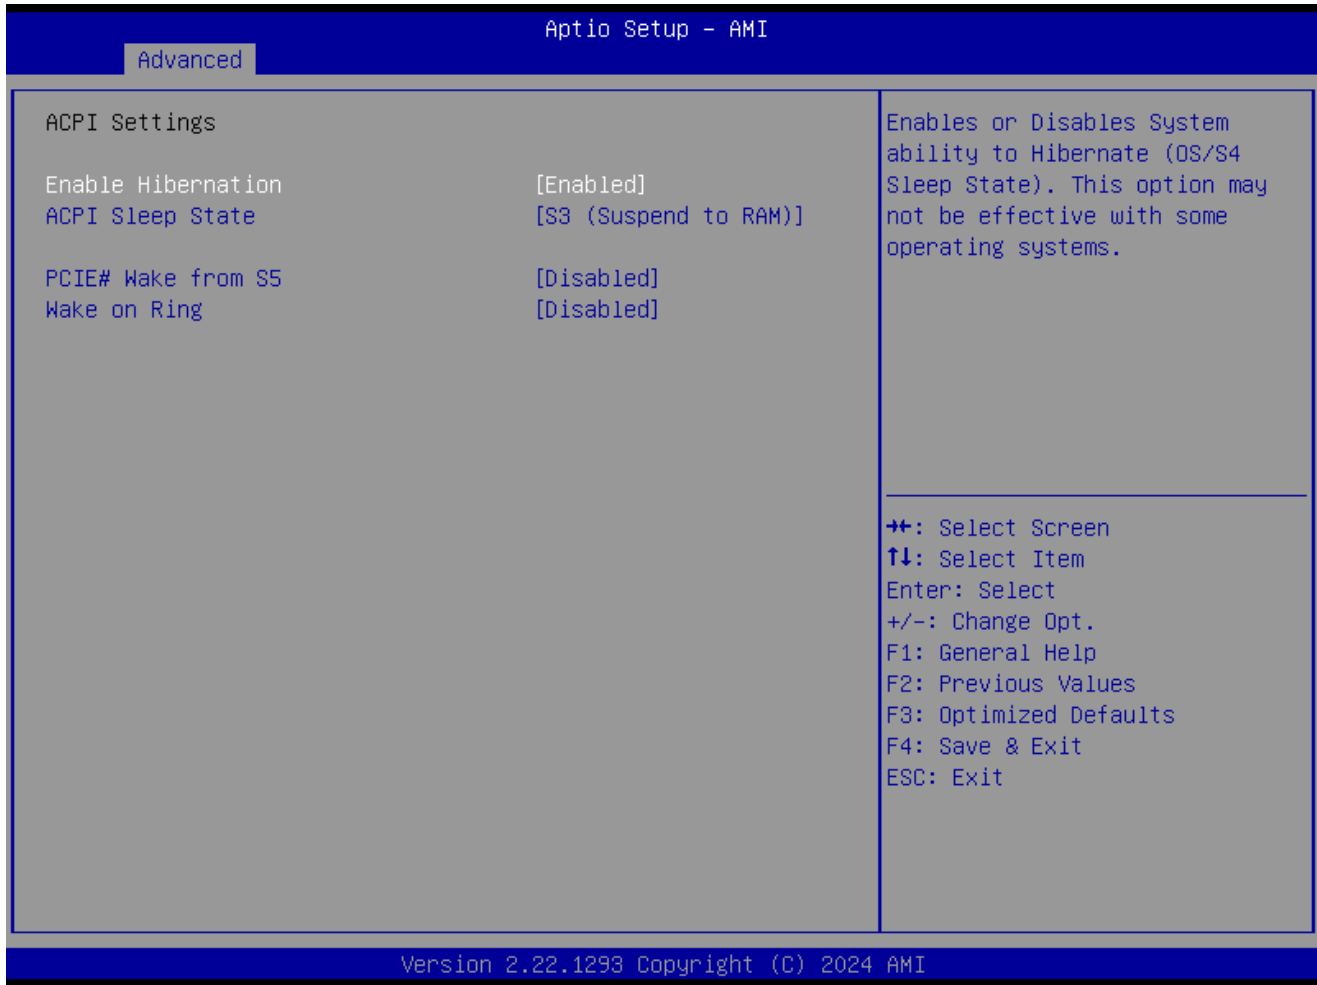 Aptio Setup – AMI
Advanced
ACPI Settings
Enable Hibernation [Enabled]
ACPI Sleep State [S3 (Suspend to RAM)]
PCIE# Wake from S5 [Disabled]
Wake on Ring [Disabled]
Enables or Disables System
ability to Hibernate (OS/S4
Sleep State). This option may
not be effective with some
operating systems.
→←: Select Screen
↑↓: Select Item
Enter: Select
+/-: Change Opt.
F1: General Help
F2: Previous Values
F3: Optimized Defaults
F4: Save & Exit
ESC: Exit
Version 2.22.1293 Copyright (C) 2024 AMI